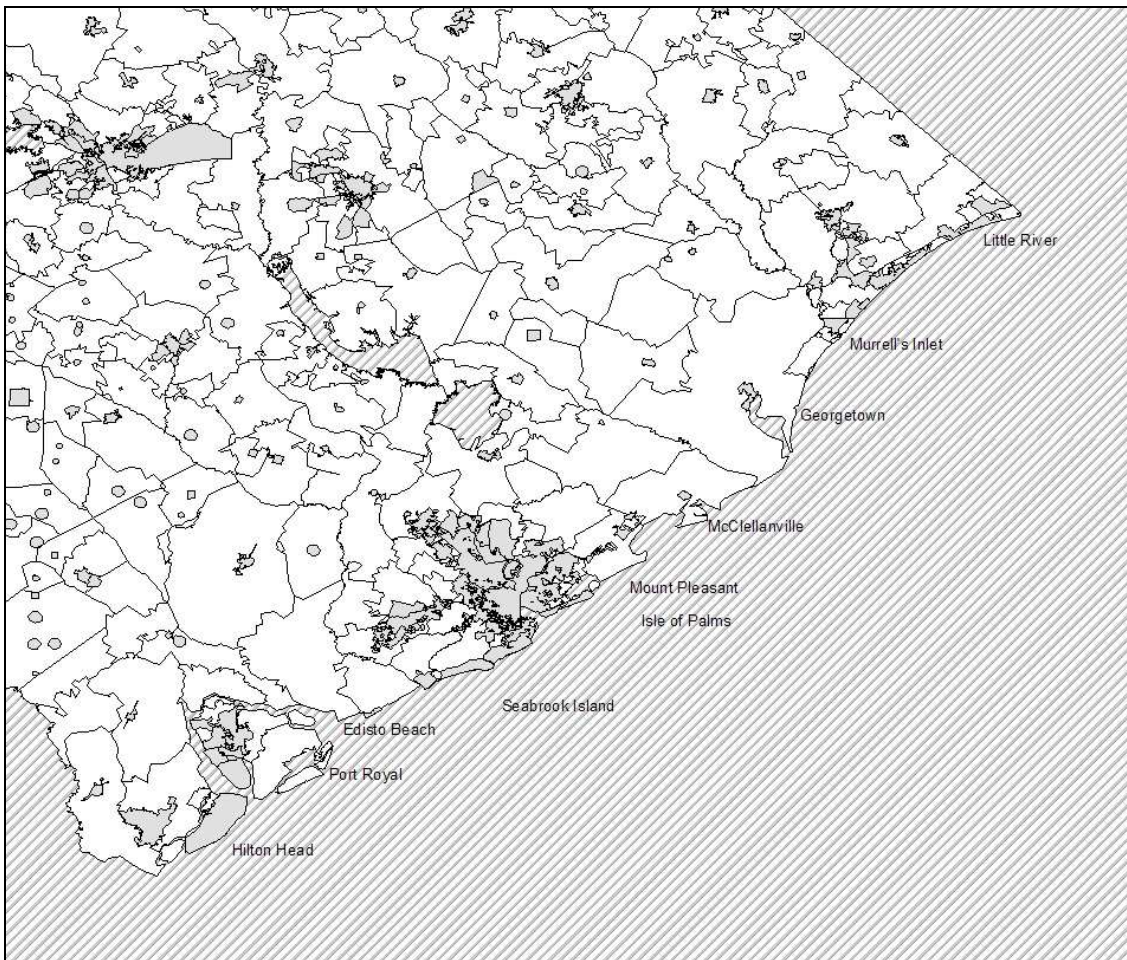 Little River
Murrell's Inlet
Georgetown
McClellanville
Mount Pleasant
Isle of Palms
Seabrook Island
Edisto Beach
Port Royal
Hilton Head